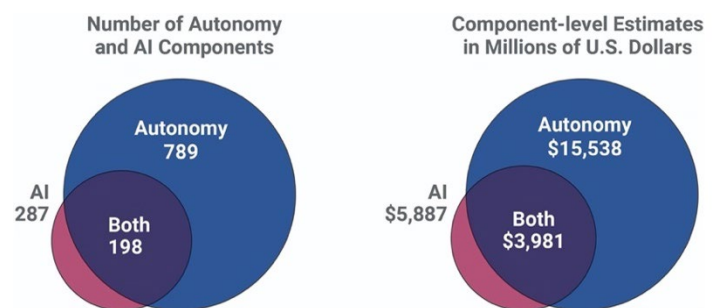 Number of Autonomy
and AI Components
Autonomy
789
AI
287
Both
198
Component-level Estimates
in Millions of U.S. Dollars
Autonomy
$15,538
AI
$5,887
Both
$3,981